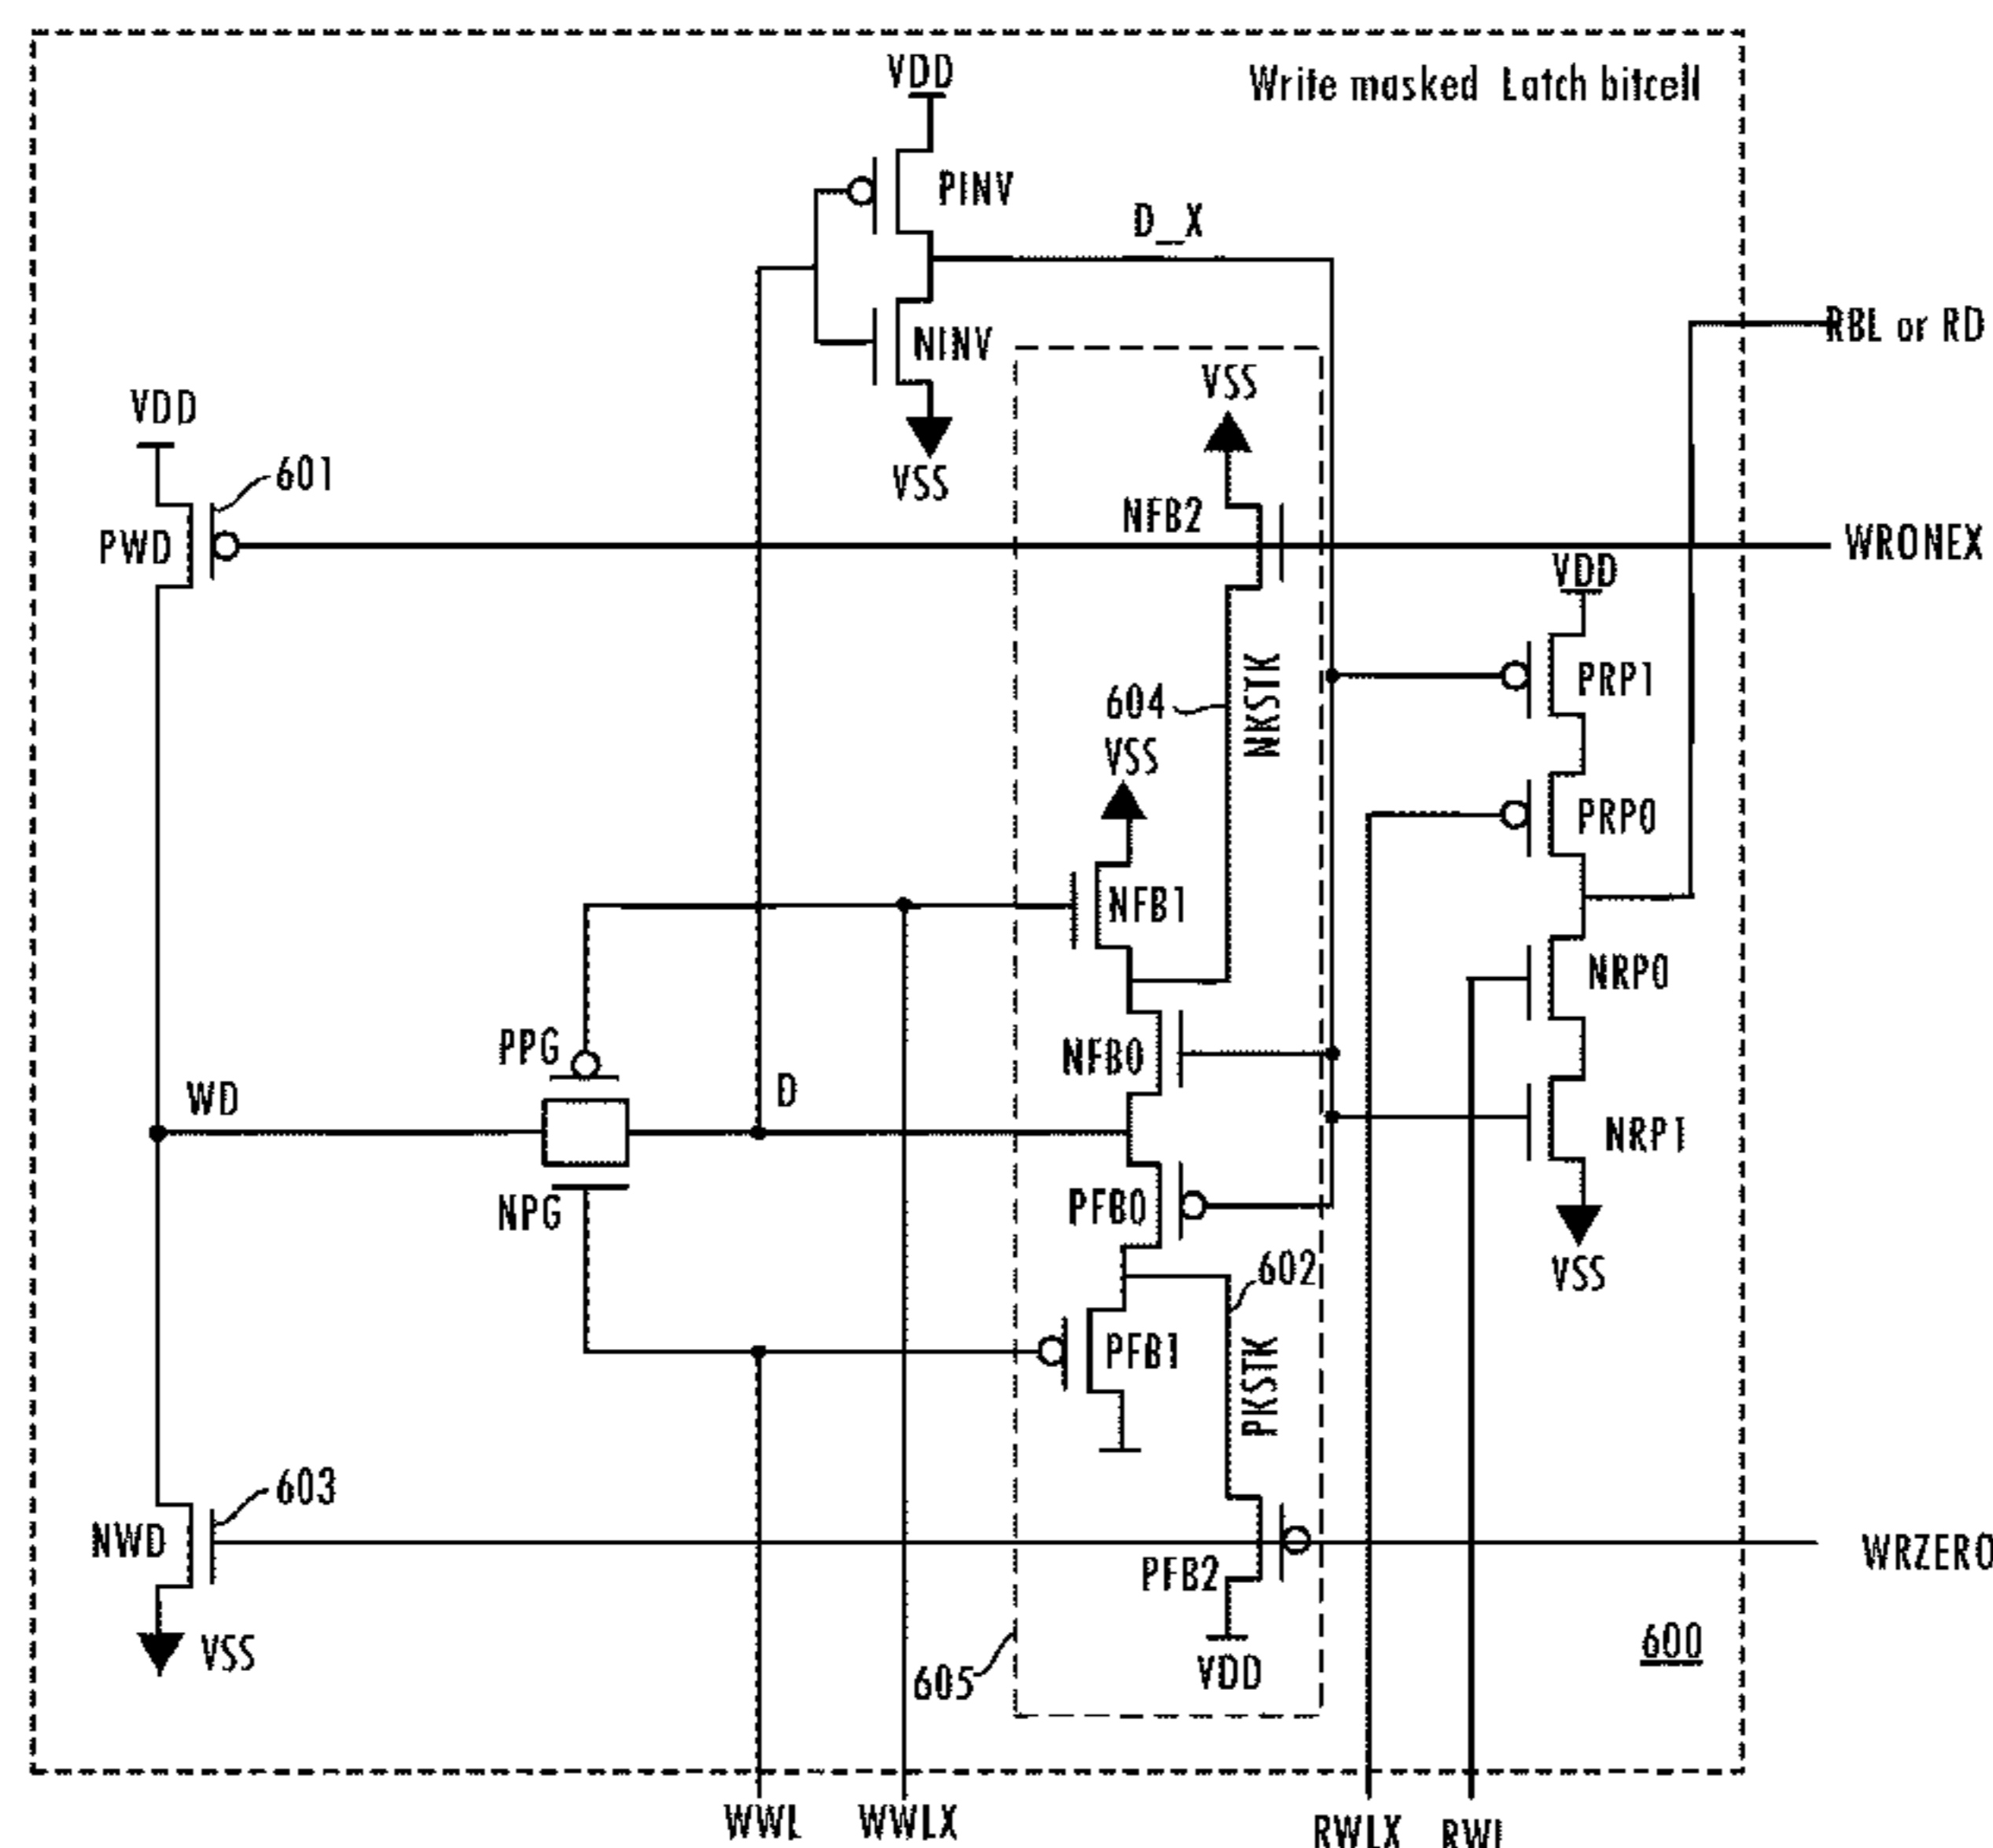 VDD
Write masked Latch bitcell
PINV
D_X
RBL or RD
NINV
VSS
VDD
VSS
601
NFB2
PWD
WRONEX
VDD
604
NKSTK
PRP1
VSS
PRP0
NFB1
NRP0
PPG
NFB0
WD
D
NRP1
NPG
PFB0
602
VSS
PFB1
PKSTK
603
NWD
WRZERO
PFB2
VSS
600
605
VDD
WWL
WWLX
RWLX
RWL